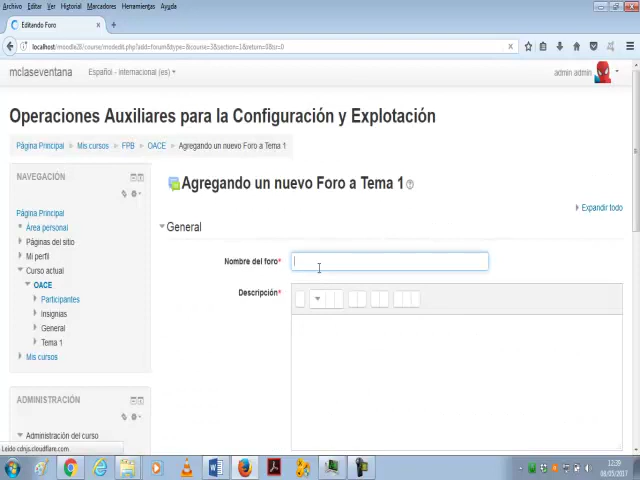 Archivo Editar Ver Historial Marcadores Herramientas Ayuda
Editando Foro
localhost/moodle28/course/modedit.php?add=forum&type=&course=3&section=1&return=0&sr=0
mclaseventana
Español - Internacional (es)
admin admin
Operaciones Auxiliares para la Configuración y Explotación
Página Principal
Mis cursos
FPB
OACE
Agregando un nuevo Foro a Tema 1
NAVEGACIÓN
Página Principal
Área personal
Páginas del sitio
Mi perfil
Curso actual
OACE
Participantes
Insignias
General
Tema 1
Mis cursos
ADMINISTRACIÓN
Administración del curso
Agregando un nuevo Foro a Tema 1
Expandir todo
General
Nombre del foro*
Descripción*
Leído cdnjs.cloudflare.com
12:39
08/05/2017